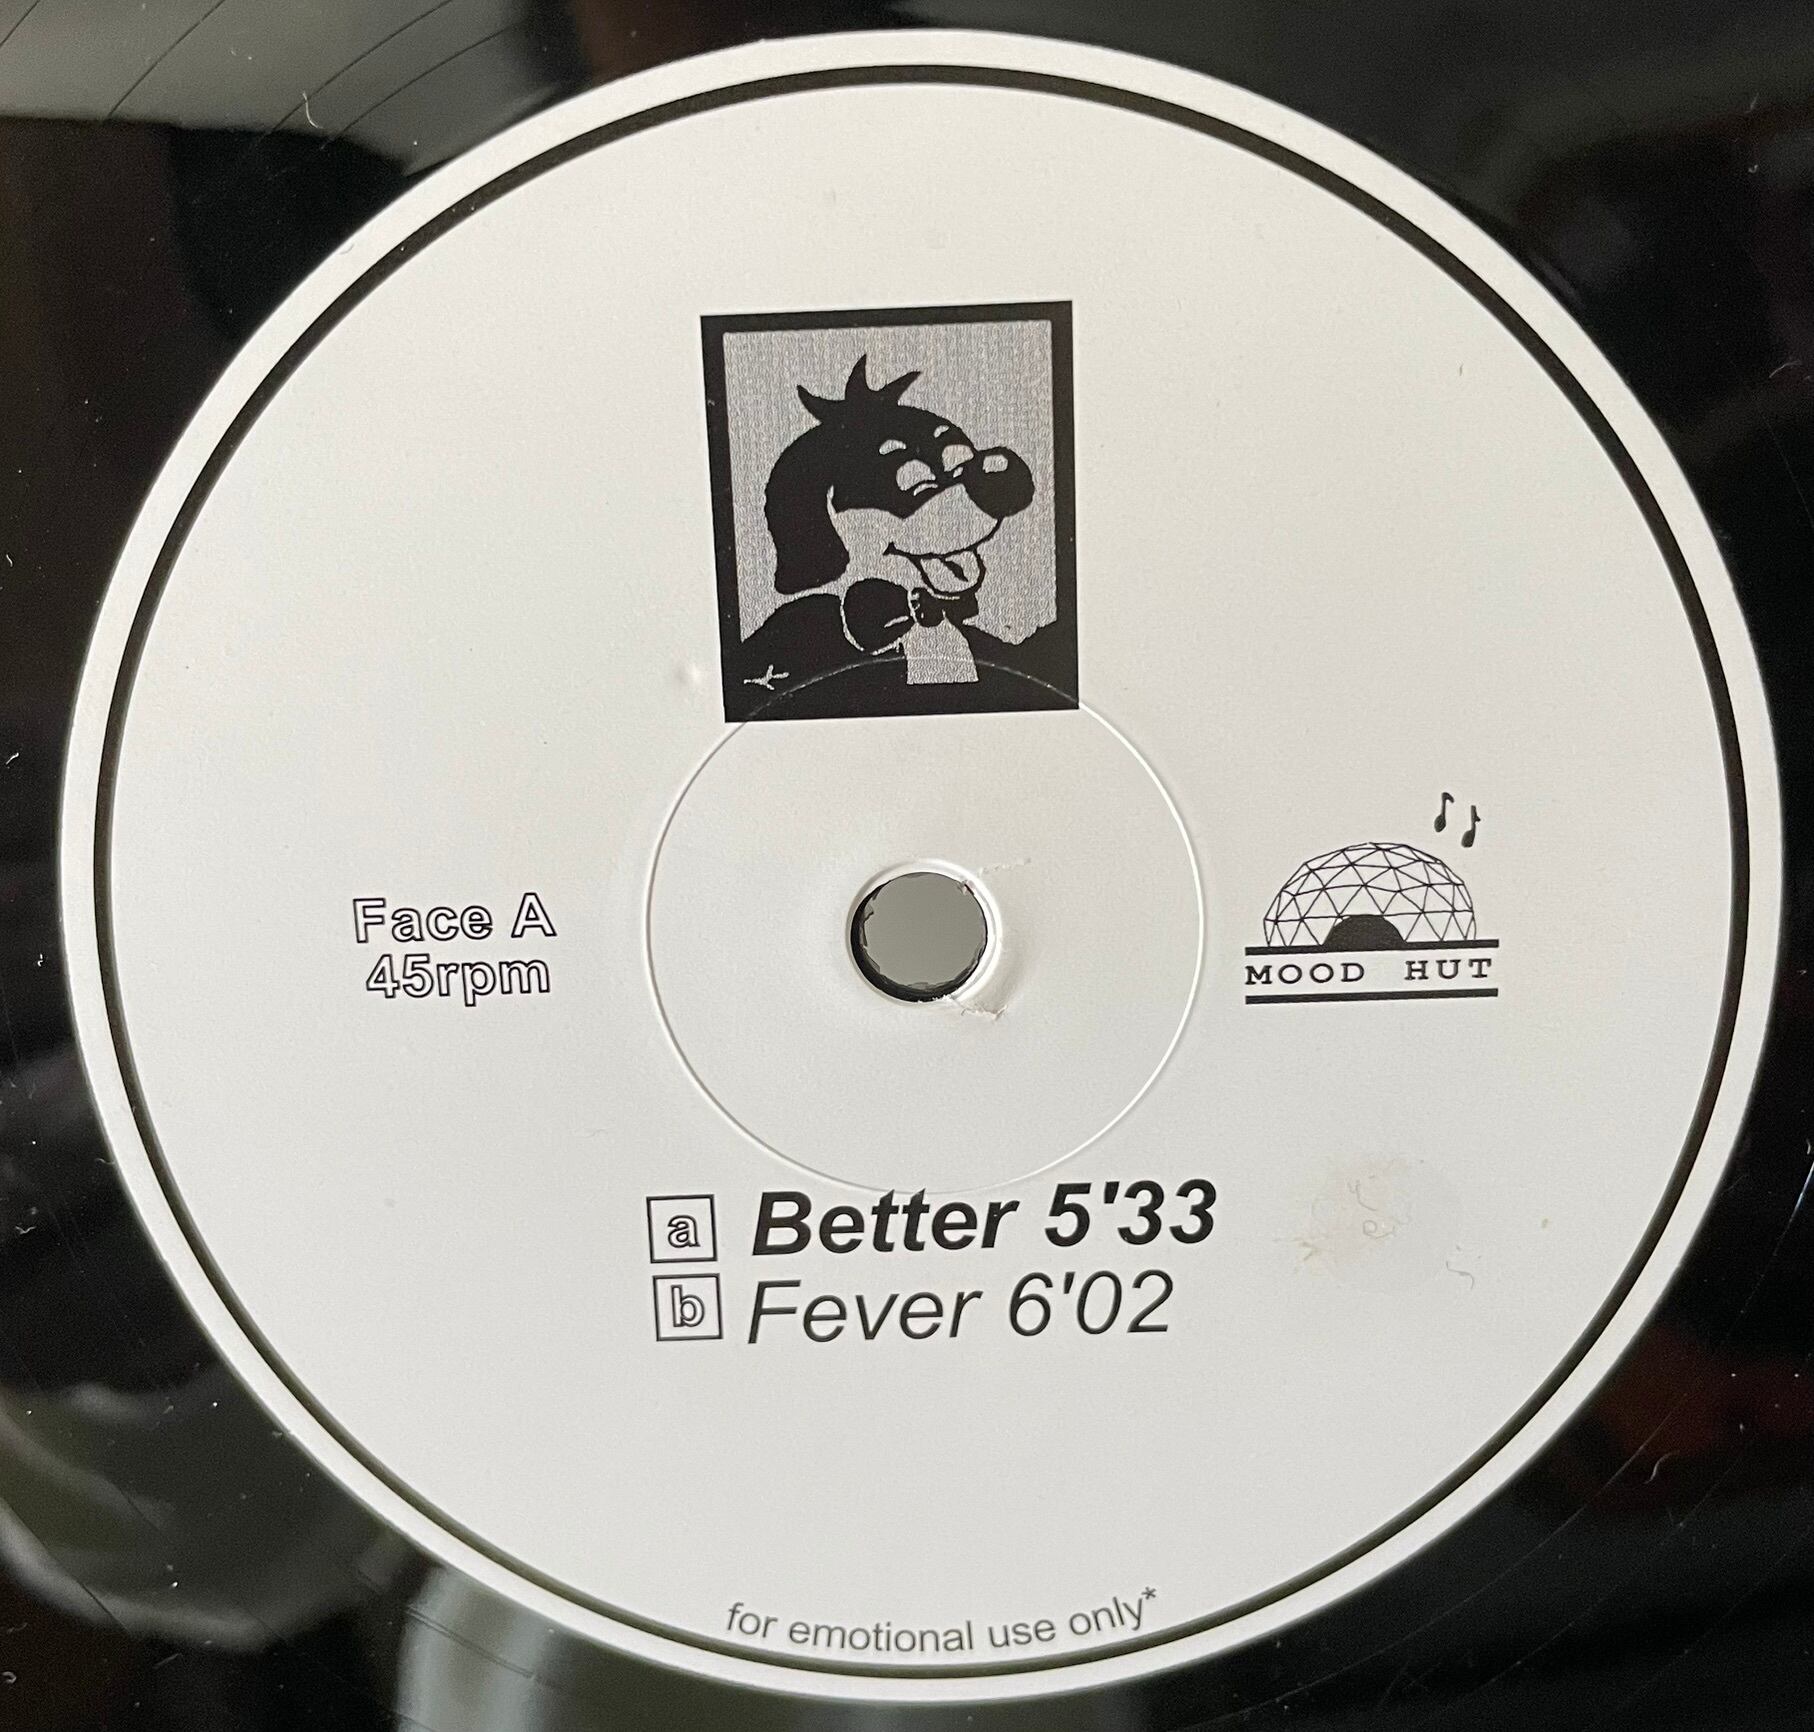 Face A
45rpm
MOOD HUT
a Better 5'33
b Fever 6'02
for emotional use only*